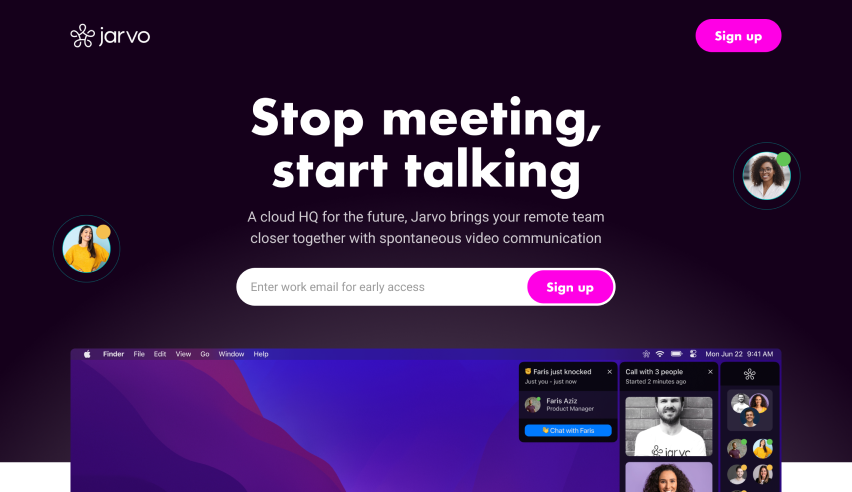 jarvo
Sign up
Stop meeting,
start talking
A cloud HQ for the future, Jarvo brings your remote team
closer together with spontaneous video communication
Enter work email for early access
Sign up
Finder File Edit View Go Window Help
Mon Jun 22 9:41 AM
Faris just knocked
Just you • just now
Faris Aziz
Product Manager
Chat with Faris
Call with 3 people
Started 2 minutes ago
jarvo